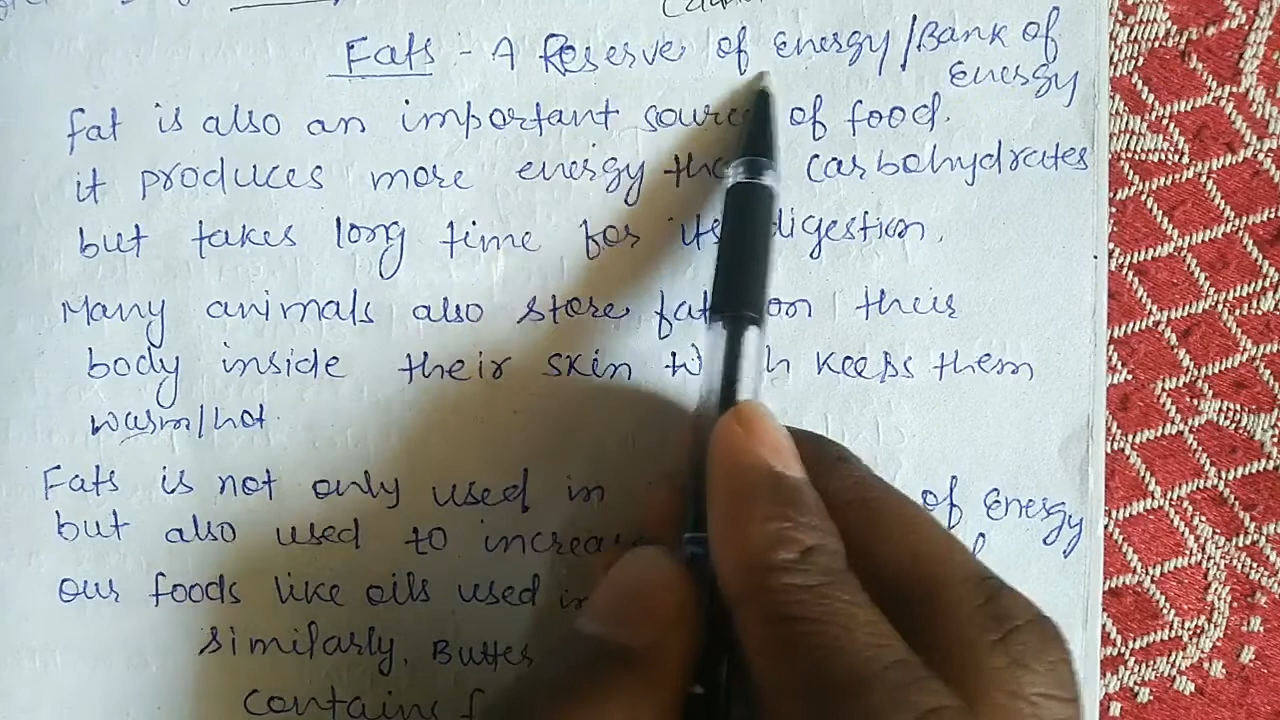 Fats :- A Reserve of Energy/Bank of Energy
fat is also an important source of food.
it produces more energy than carbohydrates
but takes long time for its digestion.
Many animals also store fat on their
body inside their skin which keeps them
warm/hot.
Fats is not only used in of Energy
but also used to increase
our foods like oils used in
Similarly, Butter
contains